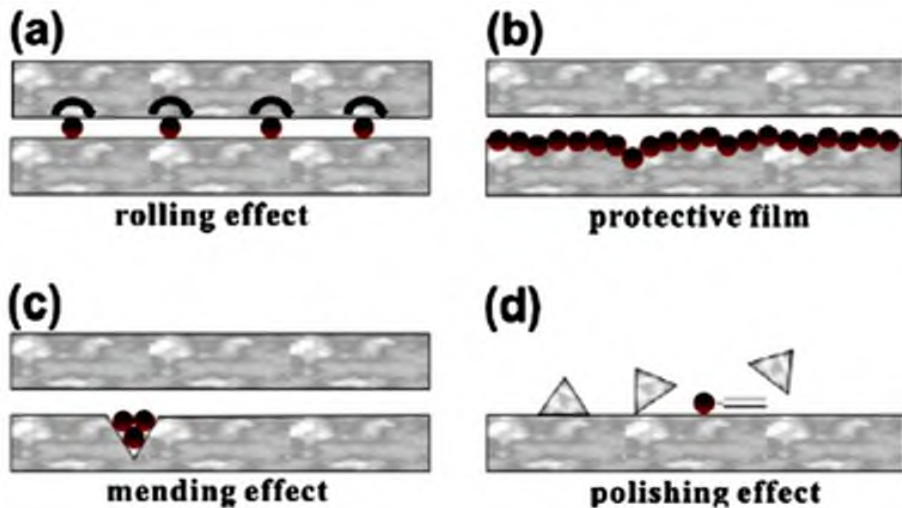 (a)
(b)
rolling effect
protective film
(c)
(d)
mending effect
polishing effect